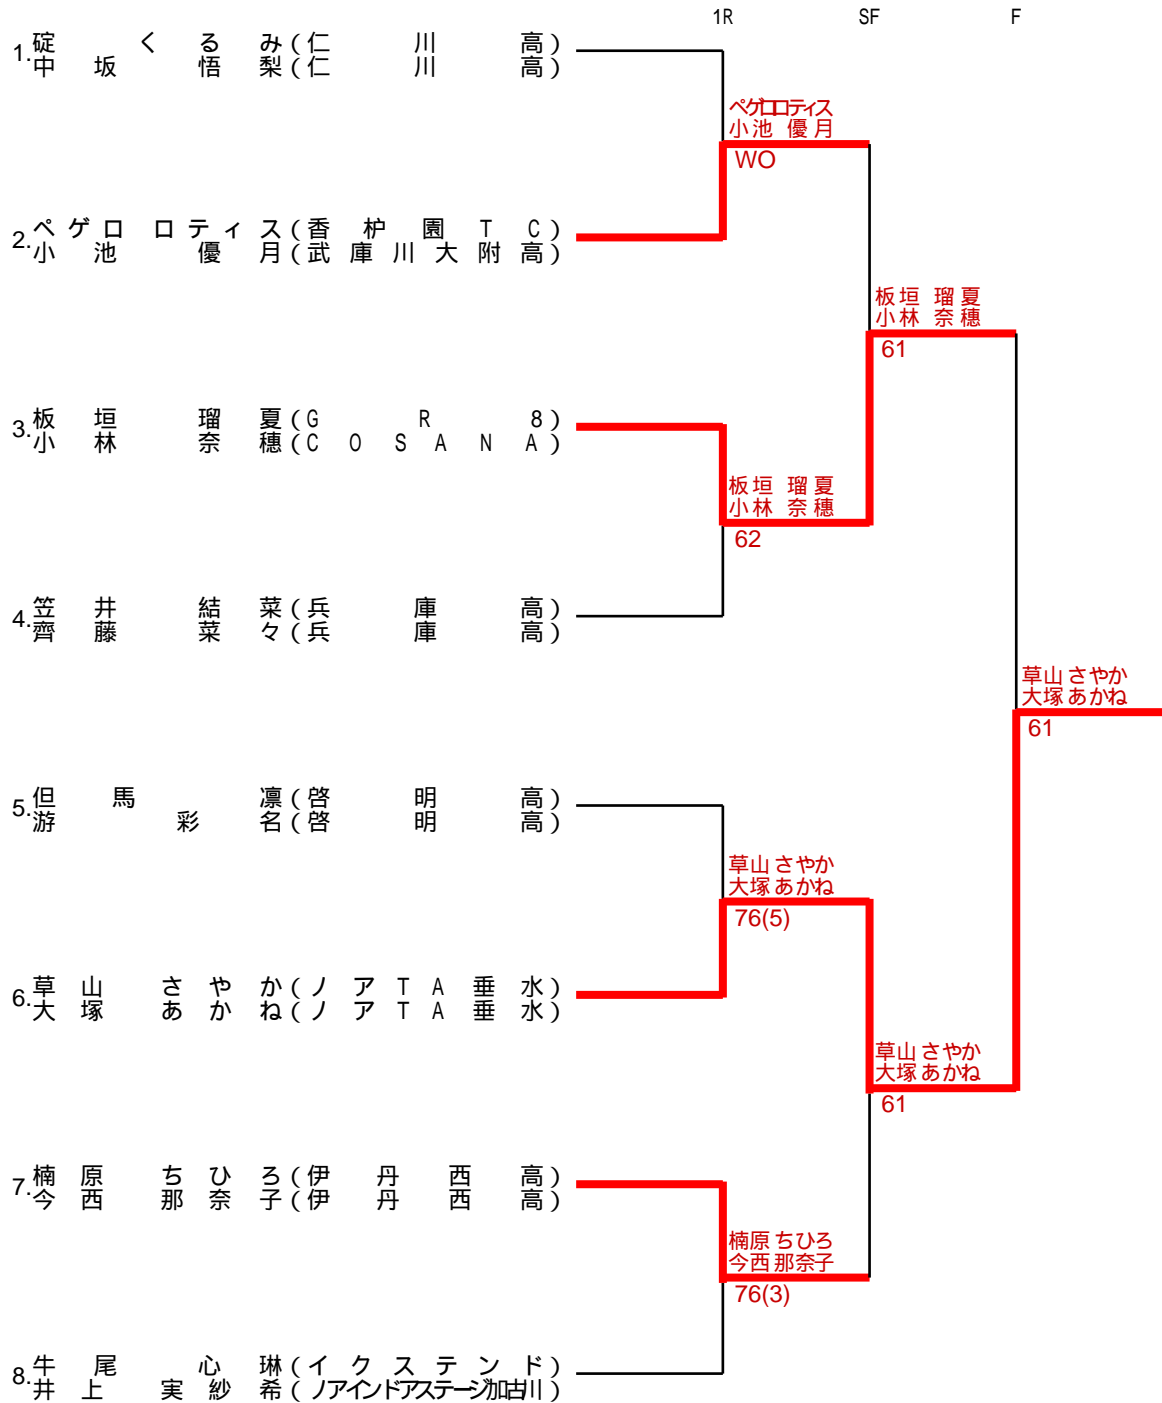 1R SF F
1. 碇 くるみ(仁川高)
中坂 悟梨(仁川高)
ペゲロロティス
小池 優月
WO
2. ペゲロ ロティス(香枦園TC)
小池 優月(武庫川大附高)
板垣 瑠夏
小林 奈穗
61
3. 板垣 瑠夏(GR8)
小林 奈穗(COSANA)
板垣 瑠夏
小林 奈穗
62
4. 笠井 結菜(兵庫高)
齊藤 菜々(兵庫高)
草山 さやか
大塚 あかね
61
5. 但馬 凛(啓明高)
游 彩名(啓明高)
草山 さやか
大塚 あかね
76(5)
6. 草山 さやか(ノアTA垂水)
大塚 あかね(ノアTA垂水)
草山 さやか
大塚 あかね
61
7. 楠原 ちひろ(伊丹西高)
今西 那奈子(伊丹西高)
楠原 ちひろ
今西 那奈子
76(3)
8. 牛尾 心琳(イクステンド)
井上 実紗希(ノアインドアステージ加古川)